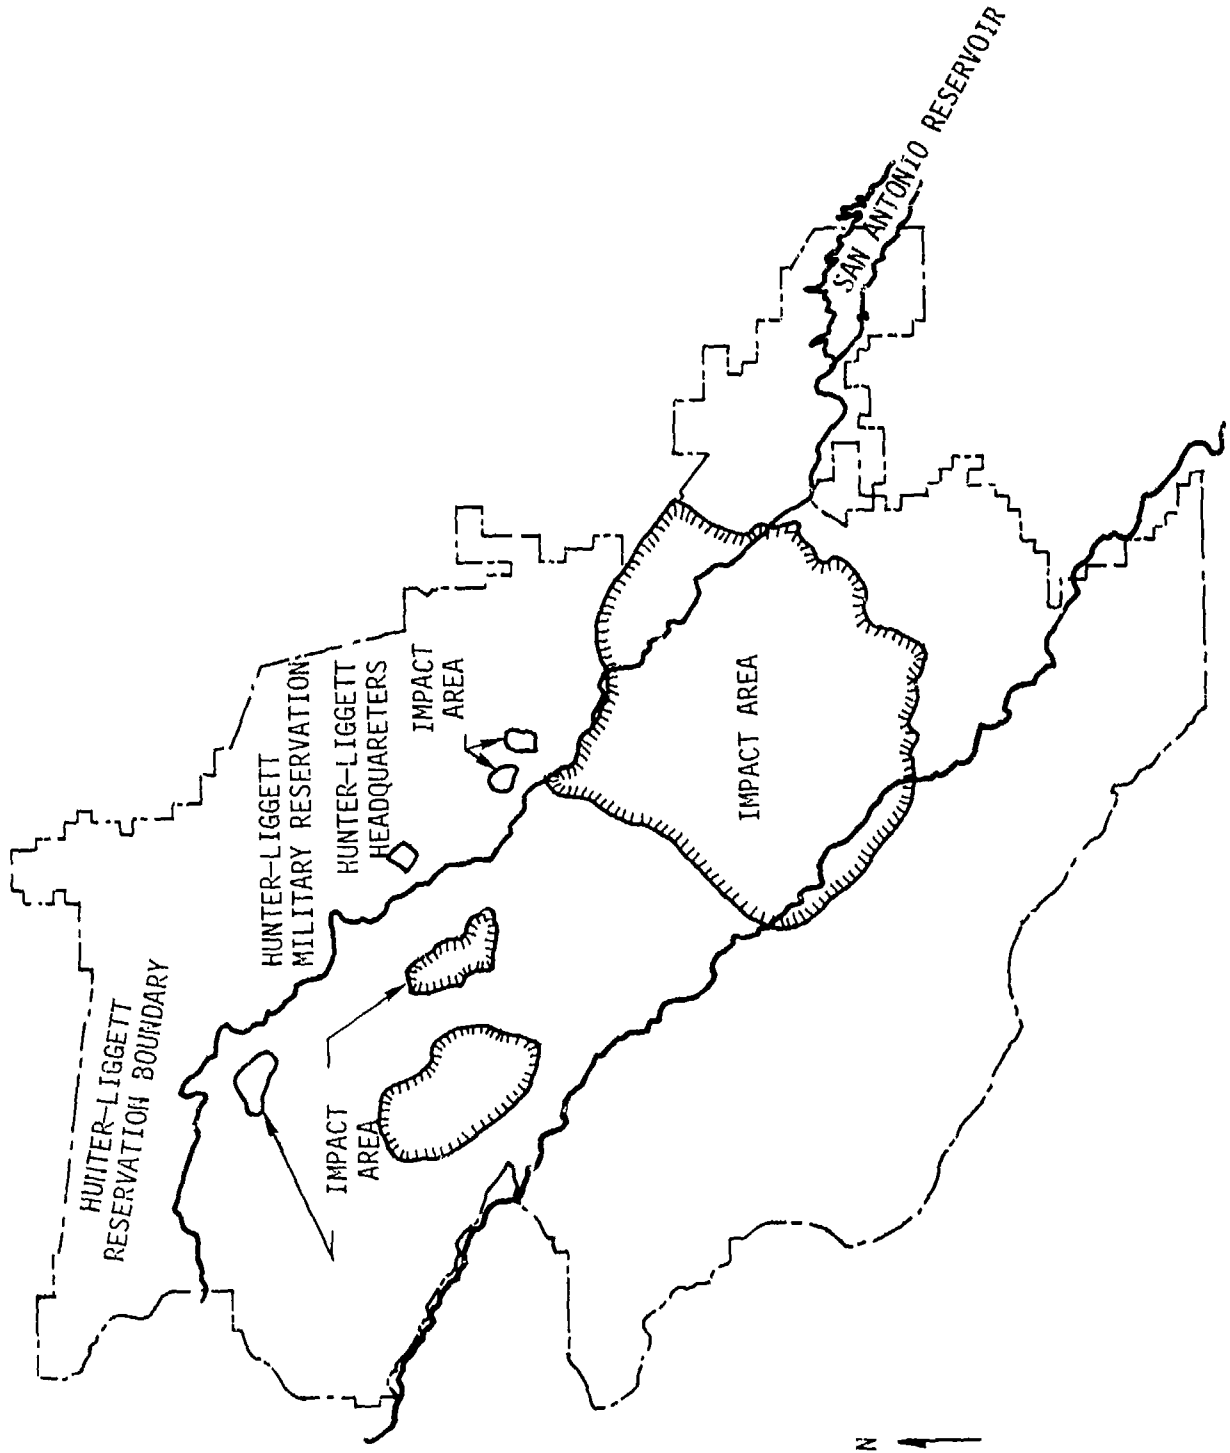 HUNTER-LIGGETT
RESERVATION BOUNDARY
HUNTER-LIGGETT
MILITARY RESERVATION
HUNTER-LIGGETT
HEADQUARETERS
IMPACT
AREA
IMPACT
AREA
IMPACT AREA
SAN ANTONIO RESERVOIR
N